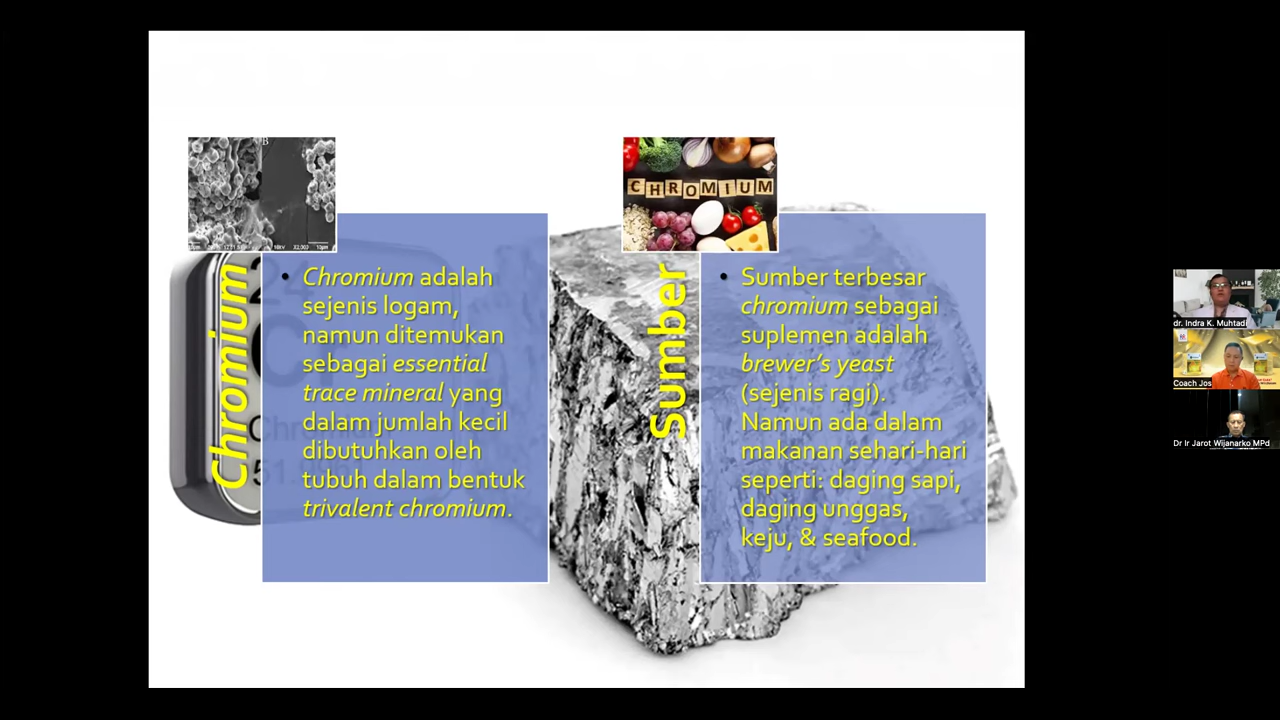 CHROMIUM
Chromium
• Chromium adalah
sejenis logam,
namun ditemukan
sebagai essential
trace mineral yang
dalam jumlah kecil
dibutuhkan oleh
tubuh dalam bentuk
trivalent chromium.
Sumber
• Sumber terbesar
chromium sebagai
suplemen adalah
brewer’s yeast
(sejenis ragi).
Namun ada dalam
makanan sehari-hari
seperti: daging sapi,
daging unggas,
keju, & seafood.
dr. Indra K. Muhtadi
Coach Jos
Dr Ir Jarot Wijanarko MPd